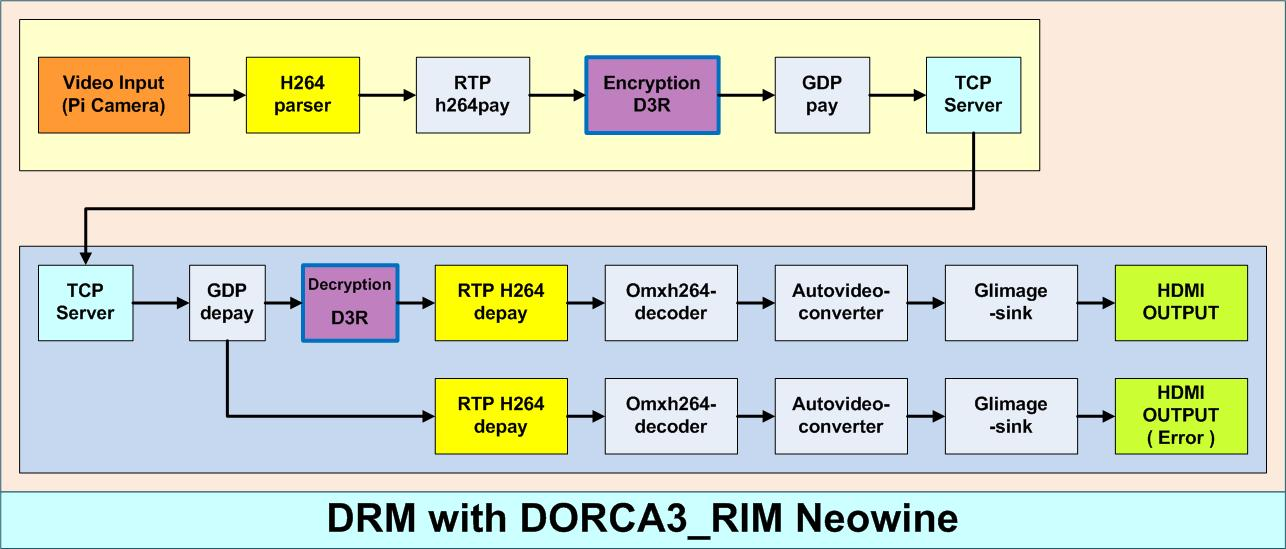 Video Input
(Pi Camera)
H264
parser
RTP
h264pay
Encryption
D3R
GDP
pay
TCP
Server
TCP
Server
GDP
depay
Decryption
D3R
RTP H264
depay
Omxh264-
decoder
Autovideo-
converter
Glimage
-sink
HDMI
OUTPUT
RTP H264
depay
Omxh264-
decoder
Autovideo-
converter
Glimage
-sink
HDMI
OUTPUT
( Error )
DRM with DORCA3_RIM Neowine